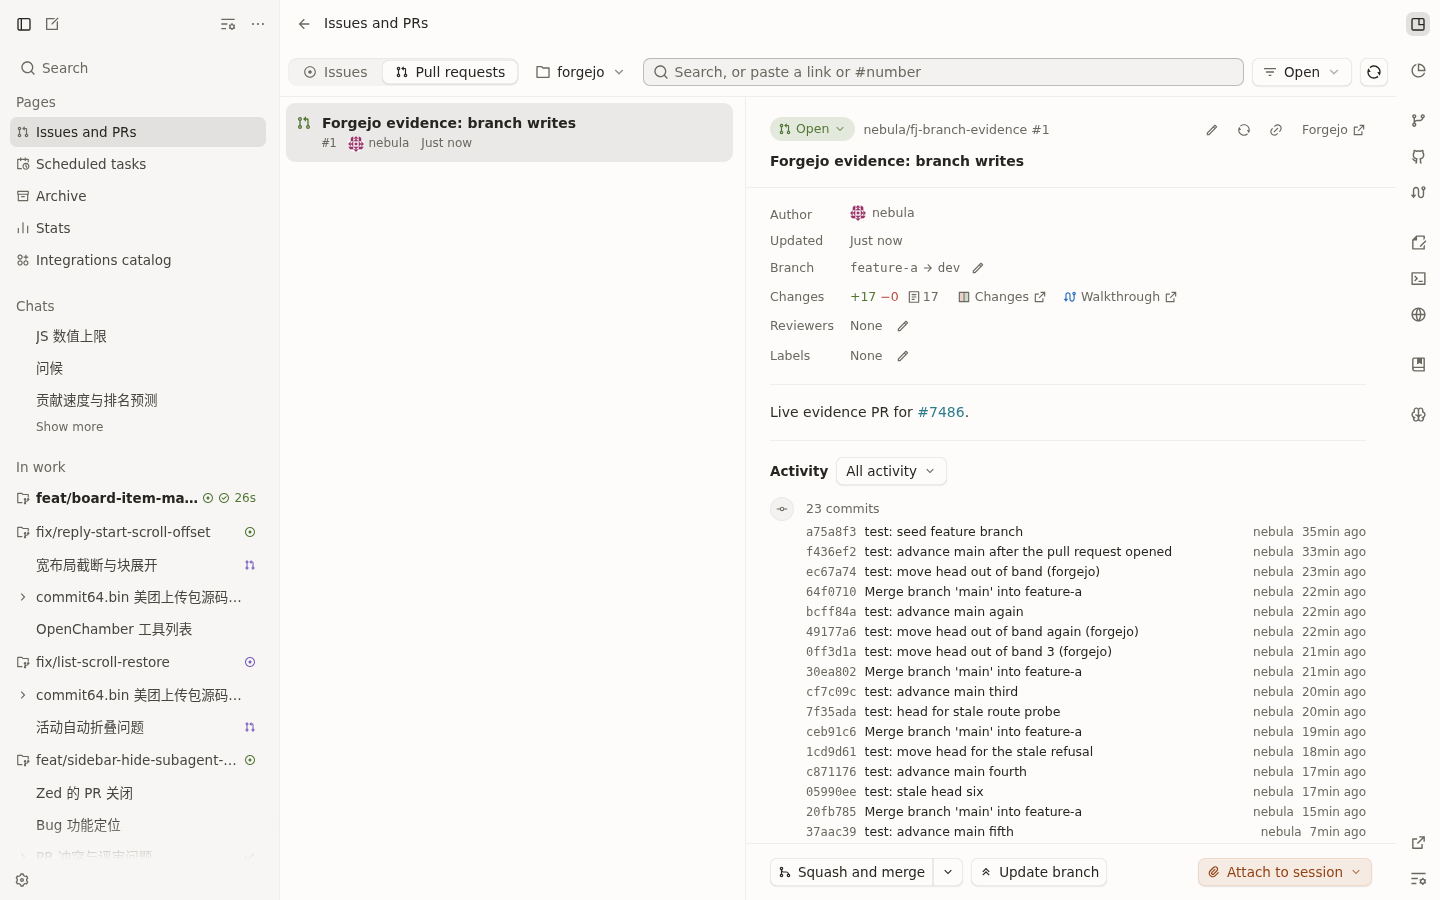 Issues and PRs
Search
Pages
Issues and PRs
Scheduled tasks
Archive
Stats
Integrations catalog
Chats
JS 数值上限
问候
贡献速度与排名预测
Show more
In work
feat/board-item-ma... 26s
fix/reply-start-scroll-offset
宽布局截断与块展开
commit64.bin 美团上传包源码...
OpenChamber 工具列表
fix/list-scroll-restore
commit64.bin 美团上传包源码...
活动自动折叠问题
feat/sidebar-hide-subagent-...
Zed 的 PR 关闭
Bug 功能定位
Issues
Pull requests
forgejo
Search, or paste a link or #number
Open
Forgejo evidence: branch writes
#1 nebula Just now
Open nebula/fj-branch-evidence #1 Forgejo
Forgejo evidence: branch writes
Author nebula
Updated Just now
Branch feature-a → dev
Changes +17 −0 17 Changes Walkthrough
Reviewers None
Labels None
Live evidence PR for #7486.
Activity All activity
23 commits
a75a8f3 test: seed feature branch nebula 35min ago
f436ef2 test: advance main after the pull request opened nebula 33min ago
ec67a74 test: move head out of band (forgejo) nebula 23min ago
64f0710 Merge branch 'main' into feature-a nebula 22min ago
bcff84a test: advance main again nebula 22min ago
49177a6 test: move head out of band again (forgejo) nebula 22min ago
0ff3d1a test: move head out of band 3 (forgejo) nebula 21min ago
30ea802 Merge branch 'main' into feature-a nebula 21min ago
cf7c09c test: advance main third nebula 20min ago
7f35ada test: head for stale route probe nebula 20min ago
ceb91c6 Merge branch 'main' into feature-a nebula 19min ago
1cd9d61 test: move head for the stale refusal nebula 18min ago
c871176 test: advance main fourth nebula 17min ago
05990ee test: stale head six nebula 17min ago
20fb785 Merge branch 'main' into feature-a nebula 15min ago
37aac39 test: advance main fifth nebula 7min ago
Squash and merge
Update branch
Attach to session